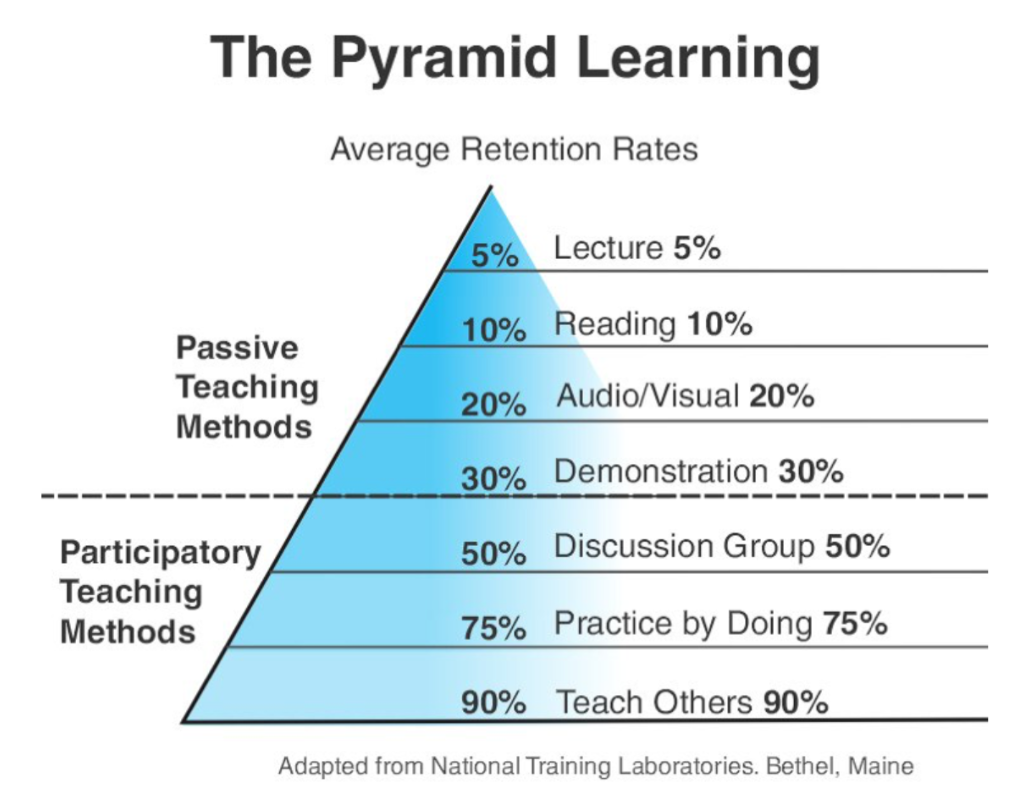 The Pyramid Learning
Average Retention Rates
5% Lecture 5%
10% Reading 10%
Passive
Teaching
Methods
20% Audio/Visual 20%
30% Demonstration 30%
Participatory
Teaching
Methods
50% Discussion Group 50%
75% Practice by Doing 75%
90% Teach Others 90%
Adapted from National Training Laboratories. Bethel, Maine